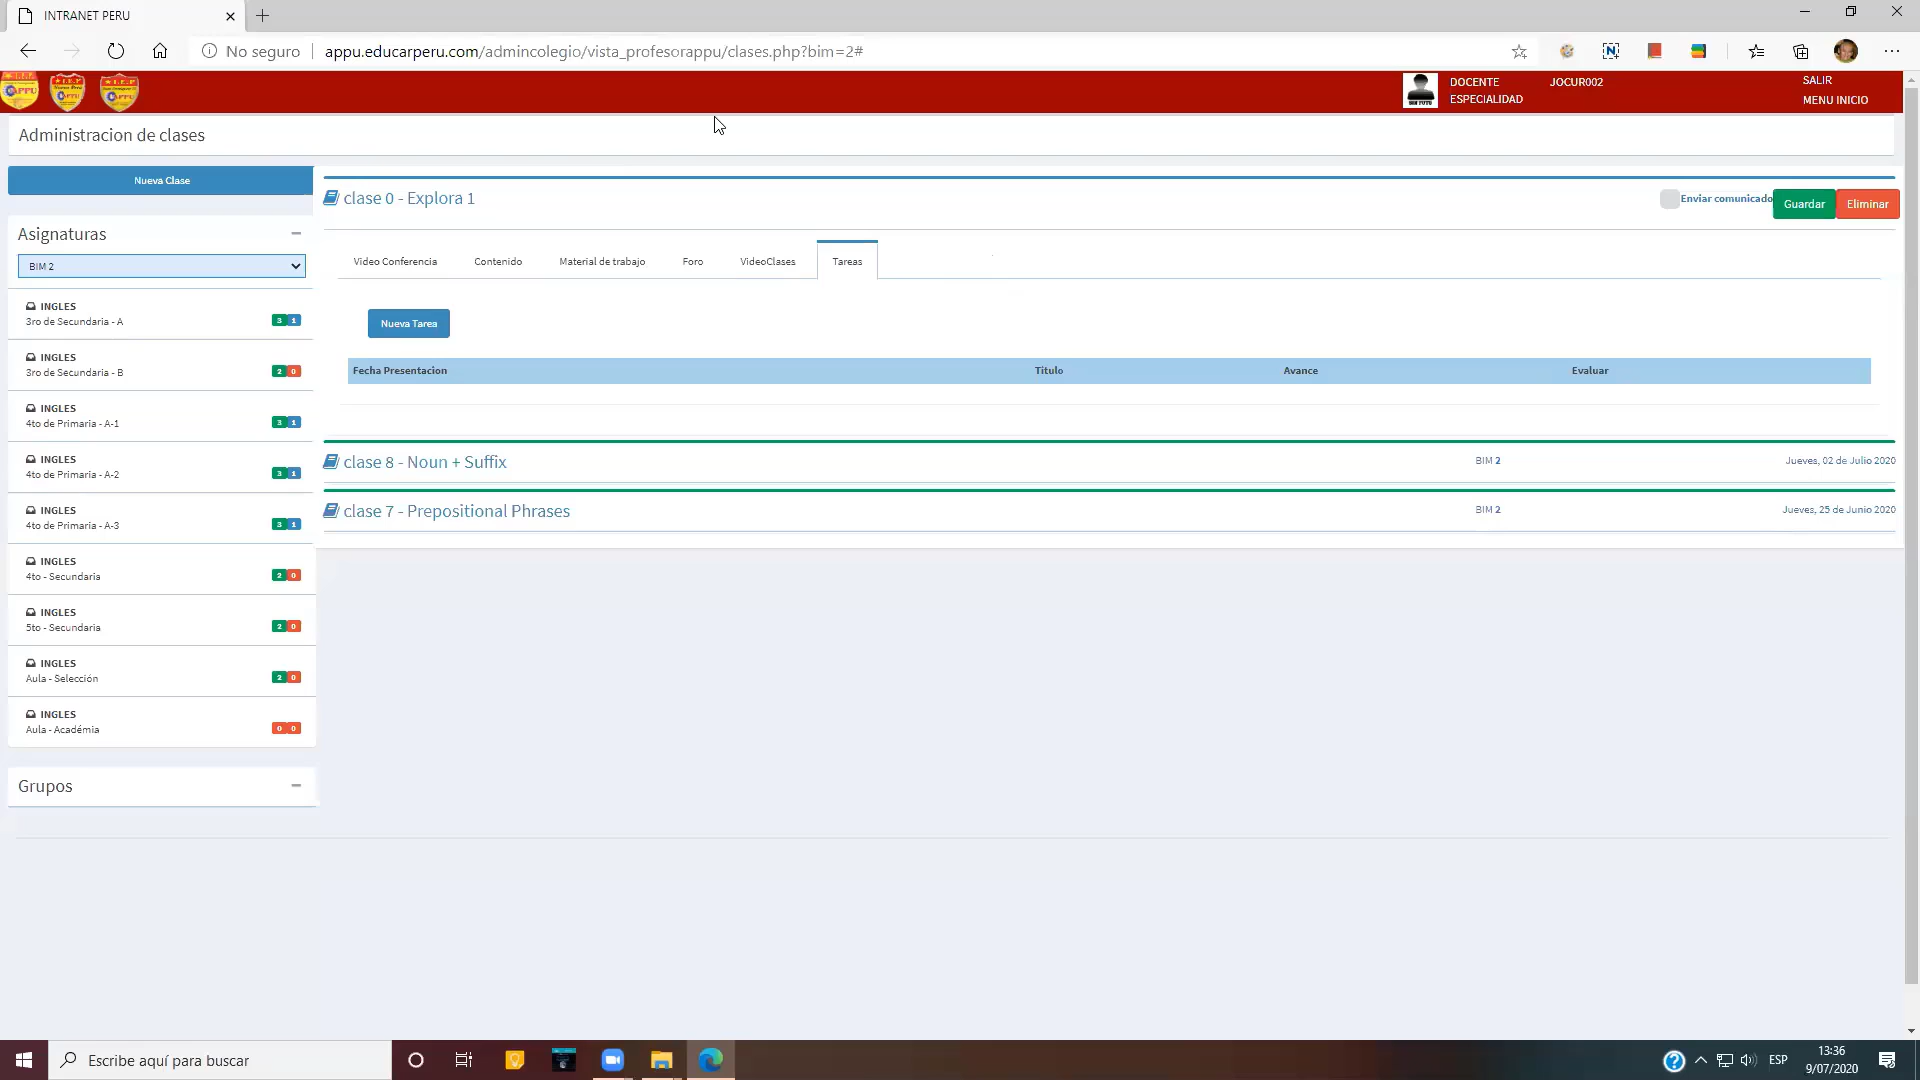 INTRANET PERU
No seguro
appu.educarperu.com/admincolegio/vista_profesorappu/clases.php?bim=2#
DOCENTE JOCUR002 SALIR
ESPECIALIDAD MENU INICIO
Administracion de clases
Nueva Clase
clase 0 - Explora 1
Enviar comunicado Guardar Eliminar
Asignaturas
BIM 2
Video Conferencia Contenido Material de trabajo Foro VideoClases Tareas
Nueva Tarea
Fecha Presentacion Titulo Avance Evaluar
INGLES
3ro de Secundaria - A 3 1
INGLES
3ro de Secundaria - B 2 0
INGLES
4to de Primaria - A-1 3 1
INGLES
4to de Primaria - A-2 3 1
INGLES
4to de Primaria - A-3 3 1
INGLES
4to - Secundaria 2 0
INGLES
5to - Secundaria 2 0
INGLES
Aula - Selección 2 0
INGLES
Aula - Académia 0 0
Grupos
clase 8 - Noun + Suffix BIM 2 Jueves, 02 de Julio 2020
clase 7 - Prepositional Phrases BIM 2 Jueves, 25 de Junio 2020
Escribe aquí para buscar
ESP
13:36
9/07/2020